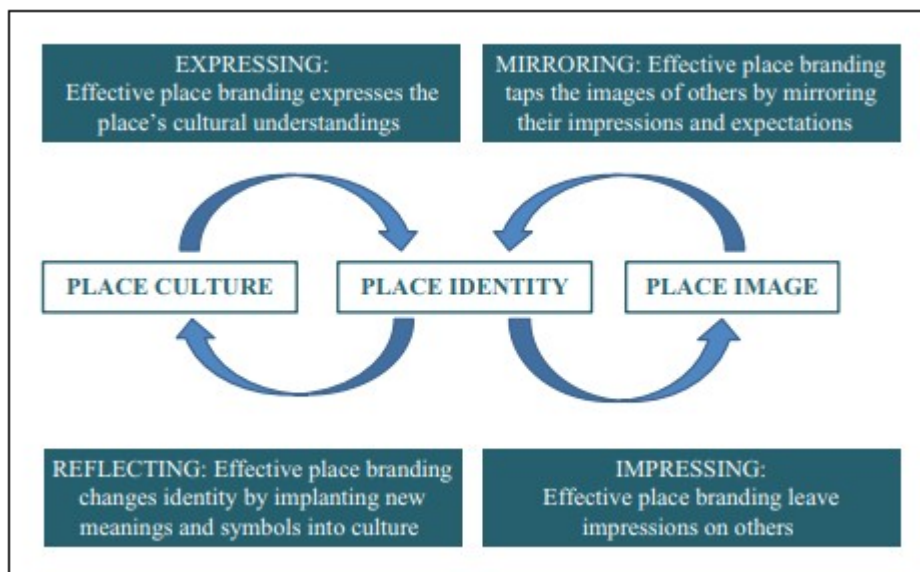 EXPRESSING:
Effective place branding expresses the
place's cultural understandings
MIRRORING: Effective place branding
taps the images of others by mirroring
their impressions and expectations
PLACE CULTURE
PLACE IDENTITY
PLACE IMAGE
REFLECTING: Effective place branding
changes identity by implanting new
meanings and symbols into culture
IMPRESSING:
Effective place branding leave
impressions on others